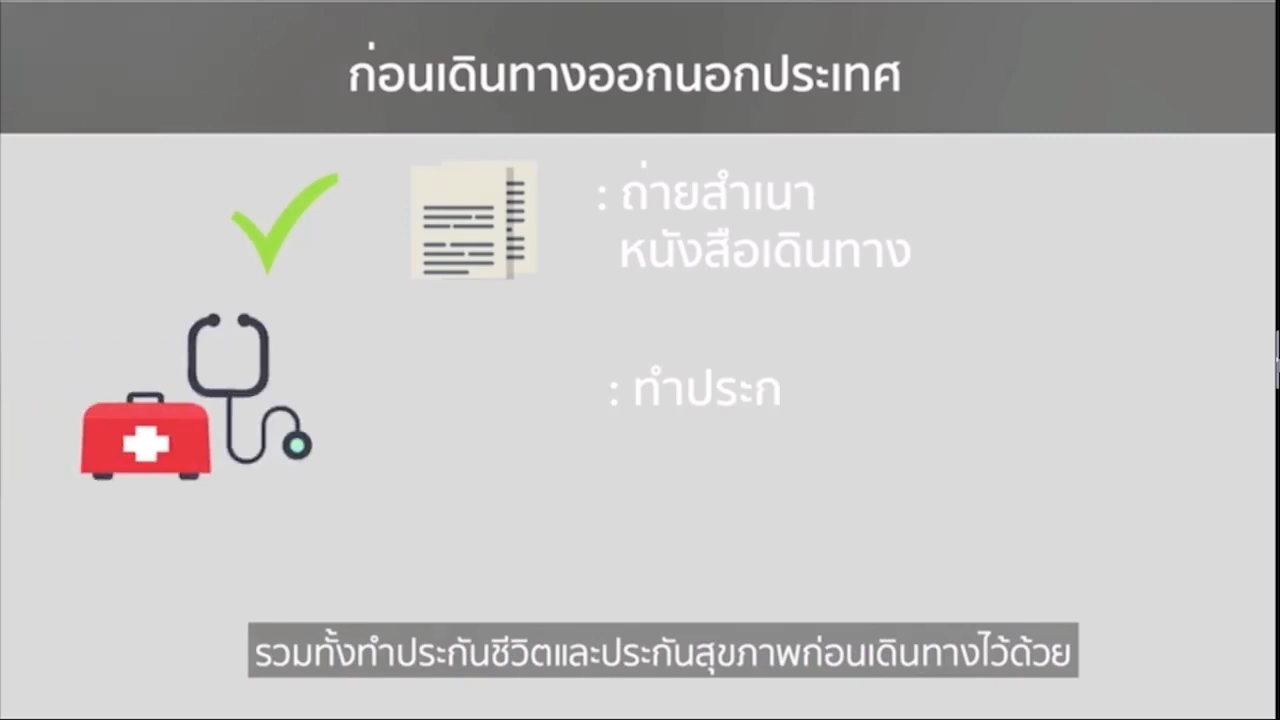 ก่อนเดินทางออกนอกประเทศ
: ถ่ายสำเนา
หนังสือเดินทาง
: ทำประก
รวมทั้งทำประกันชีวิตและประกันสุขภาพก่อนเดินทางไว้ด้วย